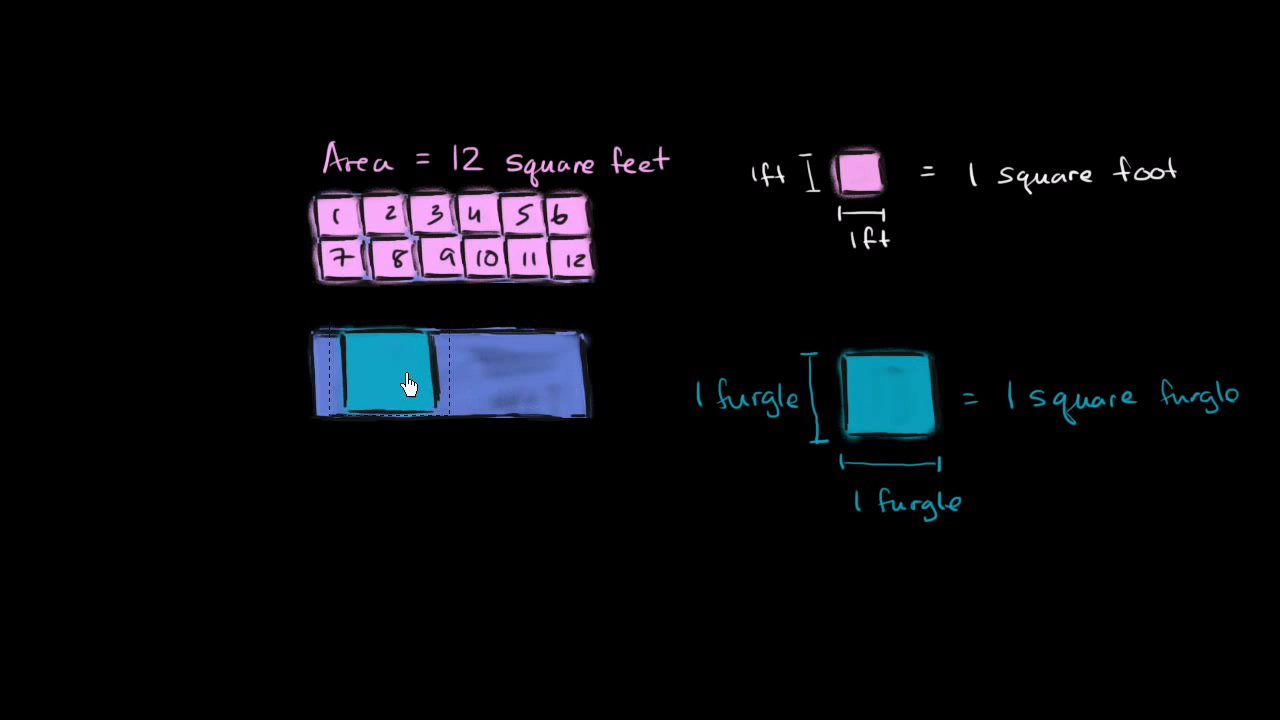 Area = 12 square feet
1 2 3 4 5 6
7 8 9 10 11 12
1ft = 1 square foot
1ft
1 furgle = 1 square furglo
1 furgle